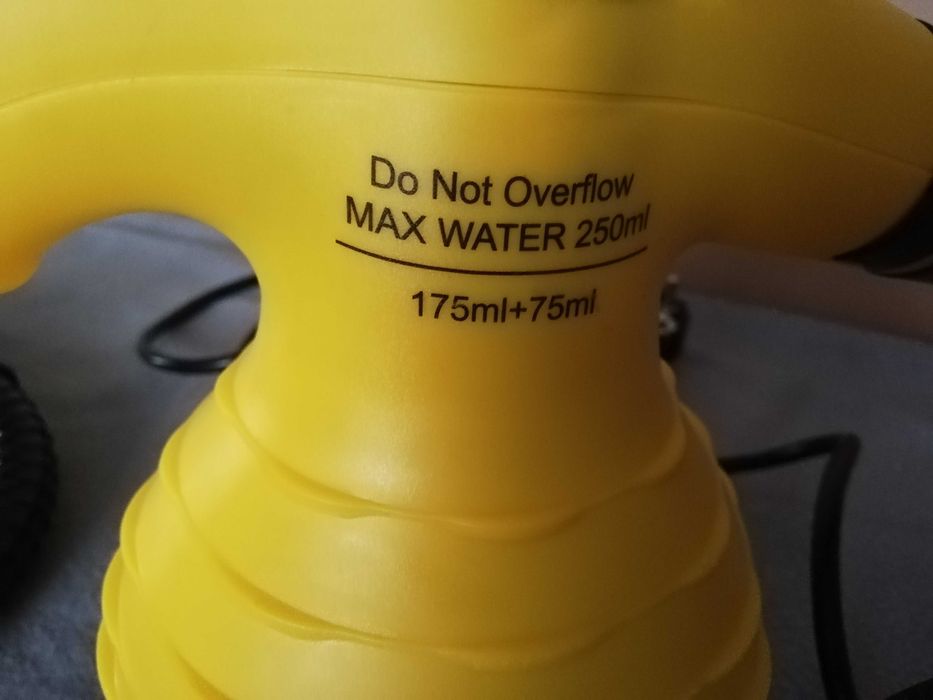 Do Not Overflow
MAX WATER 250ml
175ml+75ml